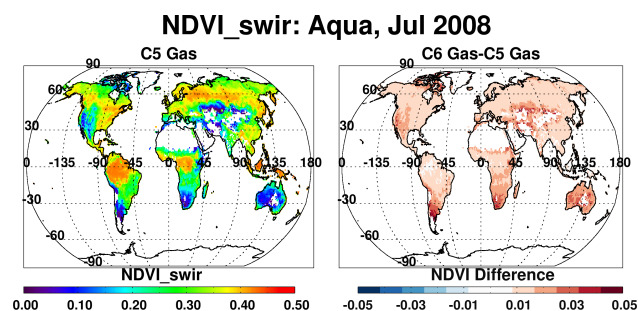 NDVI_swir: Aqua, Jul 2008
C5 Gas
C6 Gas-C5 Gas
90
90
60
60
30
30
0 -135 -90 -45 0 45 90 135 180
0 -135 -90 -45 0 45 90 135 180
-30
-30
-60
-60
-90
-90
NDVI_swir
NDVI Difference
0.00 0.10 0.20 0.30 0.40 0.50
-0.05 -0.03 -0.01 0.01 0.03 0.05